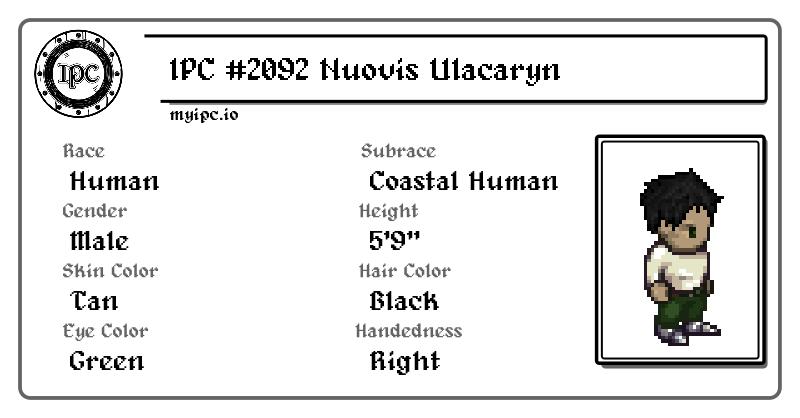 IPC
IPC #2092 Nuovis Ulacaryn
myipc.io
Race
Human
Subrace
Coastal Human
Gender
Male
Height
5'9"
Skin Color
Tan
Hair Color
Black
Eye Color
Green
Handedness
Right